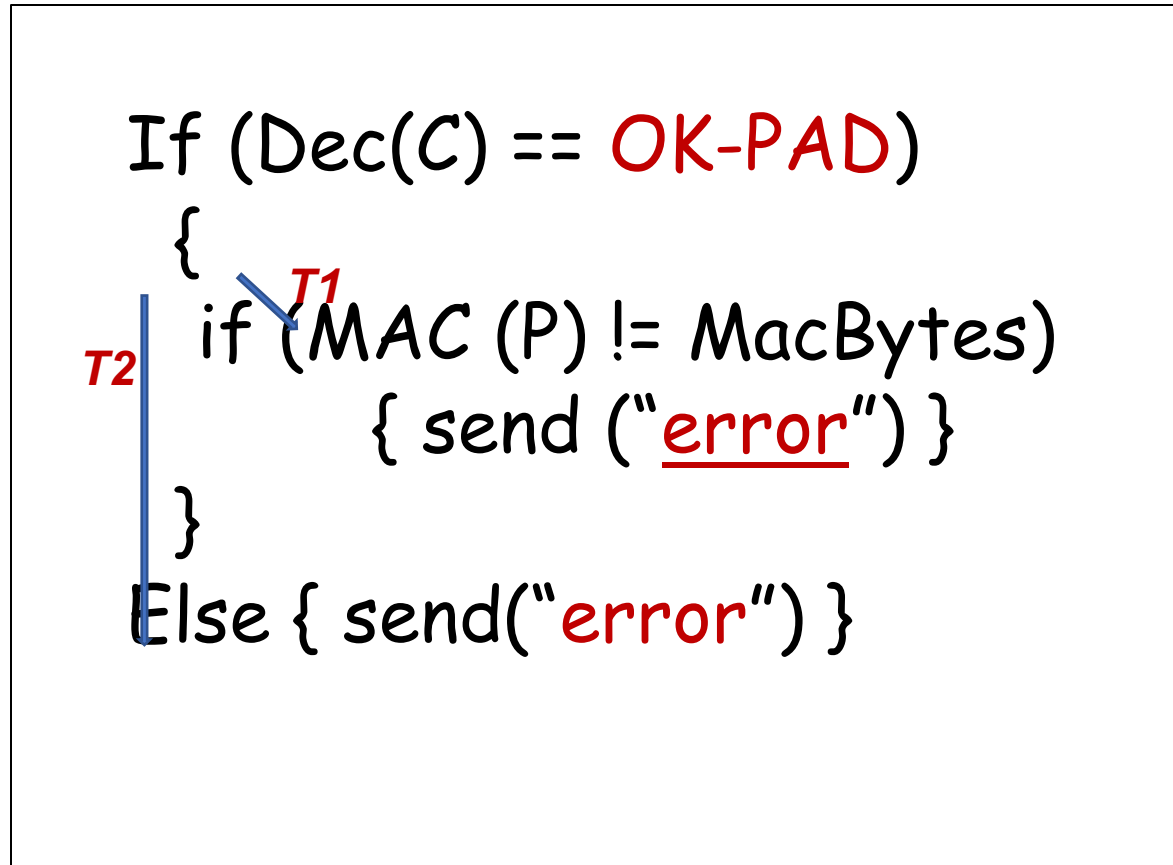 If (Dec(C) == OK-PAD)
{
T1
if (MAC (P) != MacBytes)
T2
{ send (“error”) }
}
Else { send(“error”) }